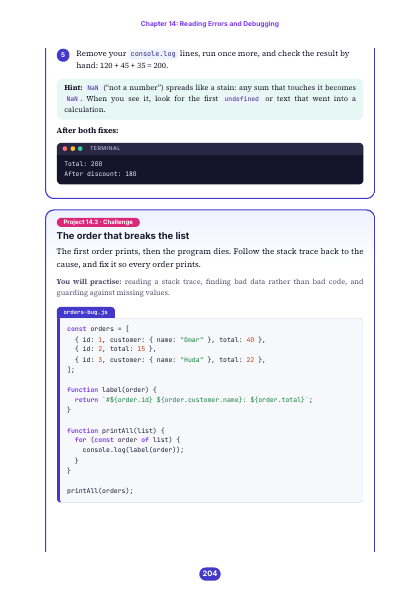 Chapter 14: Reading Errors and Debugging
5 Remove your console.log lines, run once more, and check the result by
hand: 120 + 45 + 35 = 200.
Hint: NaN (“not a number”) spreads like a stain: any sum that touches it becomes
NaN. When you see it, look for the first undefined or text that went into a
calculation.
After both fixes:
TERMINAL
Total: 200
After discount: 180
Project 14.3 · Challenge
The order that breaks the list
The first order prints, then the program dies. Follow the stack trace back to the
cause, and fix it so every order prints.
You will practise: reading a stack trace, finding bad data rather than bad code, and
guarding against missing values.
orders-bug.js
const orders = [
  { id: 1, customer: { name: "Omar" }, total: 40 },
  { id: 2, total: 15 },
  { id: 3, customer: { name: "Huda" }, total: 22 },
];
function label(order) {
  return `#${order.id} ${order.customer.name}: ${order.total}`;
}
function printAll(list) {
  for (const order of list) {
    console.log(label(order));
  }
}
printAll(orders);
204